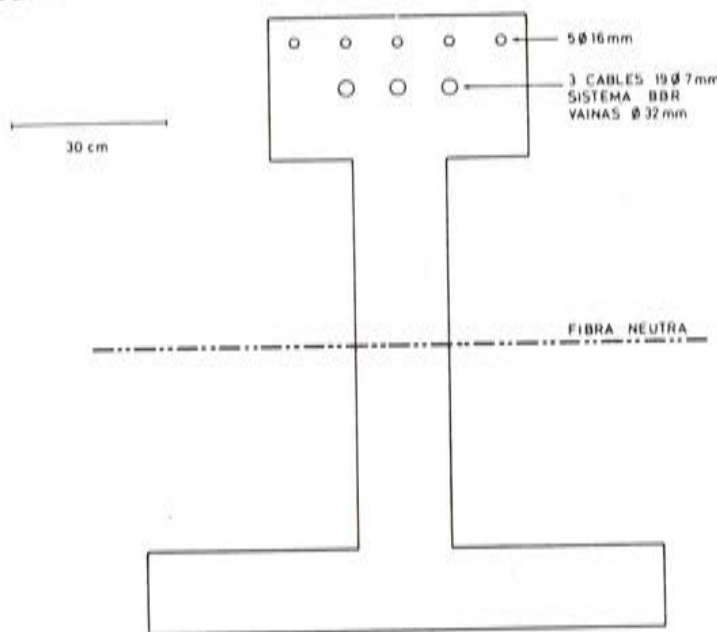 5 Ø 16 mm
3 CABLES 19 Ø 7 mm
SISTEMA BBR
VAINAS Ø 32 mm
30 cm
FIBRA NEUTRA